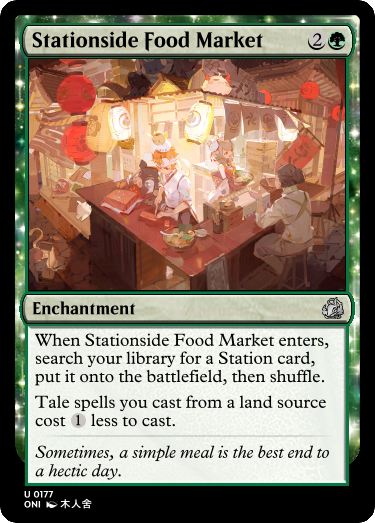 Stationside Food Market 2
Enchantment
When Stationside Food Market enters,
search your library for a Station card,
put it onto the battlefield, then shuffle.
Tale spells you cast from a land source
cost 1 less to cast.
Sometimes, a simple meal is the best end to
a hectic day.
U 0177
ONI 木人舍